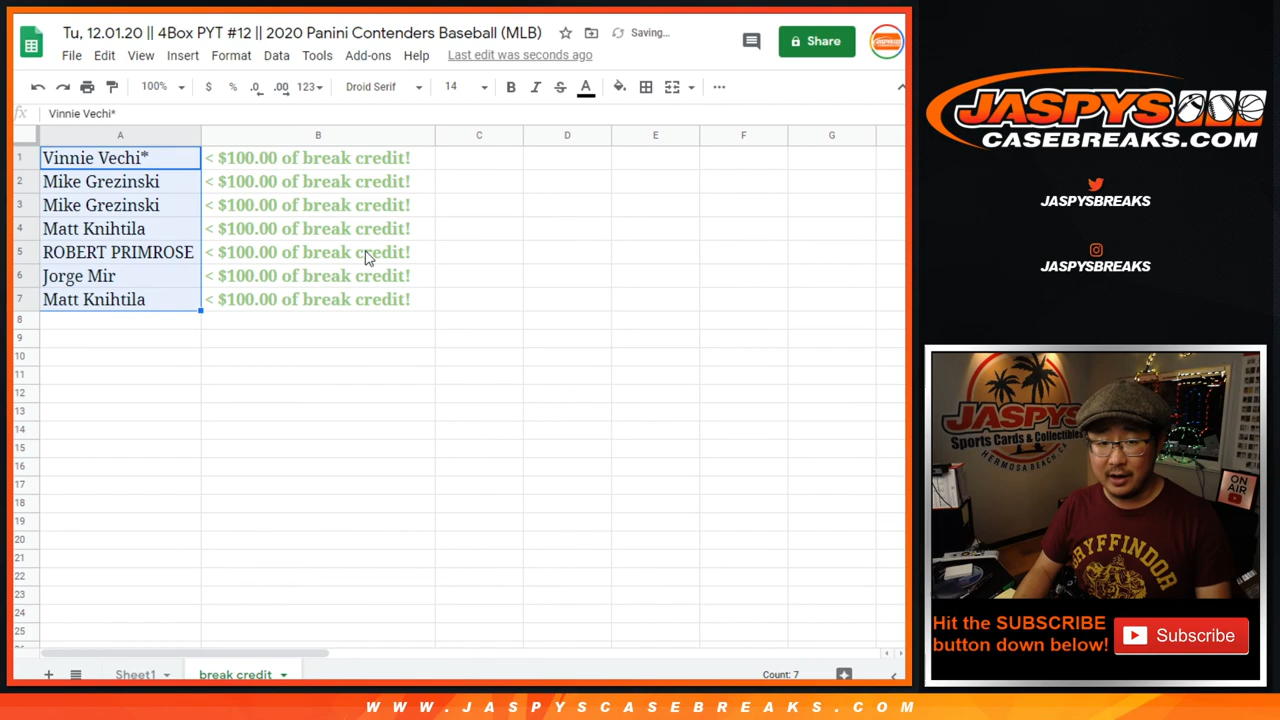 Tu, 12.01.20 || 4Box PYT #12 || 2020 Panini Contenders Baseball (MLB)
Saving...
Share
File Edit View Insert Format Data Tools Add-ons Help Last edit was seconds ago
100% $ % .0 .00 123 Droid Serif 14 B I S A
fx Vinnie Vechi*
A B C D E F G
1 Vinnie Vechi* < $100.00 of break credit!
2 Mike Grezinski < $100.00 of break credit!
3 Mike Grezinski < $100.00 of break credit!
4 Matt Knihtila < $100.00 of break credit!
5 ROBERT PRIMROSE < $100.00 of break credit!
6 Jorge Mir < $100.00 of break credit!
7 Matt Knihtila < $100.00 of break credit!
8
9
10
11
12
13
14
15
16
17
18
19
20
21
22
23
24
25
Sheet1 break credit Count: 7
JASPYS
CASEBREAKS.COM
JASPYSBREAKS
JASPYSBREAKS
JASPYS
Sports Cards & Collectibles
HERMOSA BEACH, CA
ON AIR
GRYFFINDOR
Hit the SUBSCRIBE
button down below!
Subscribe
WWW.JASPYSCASEBREAKS.COM